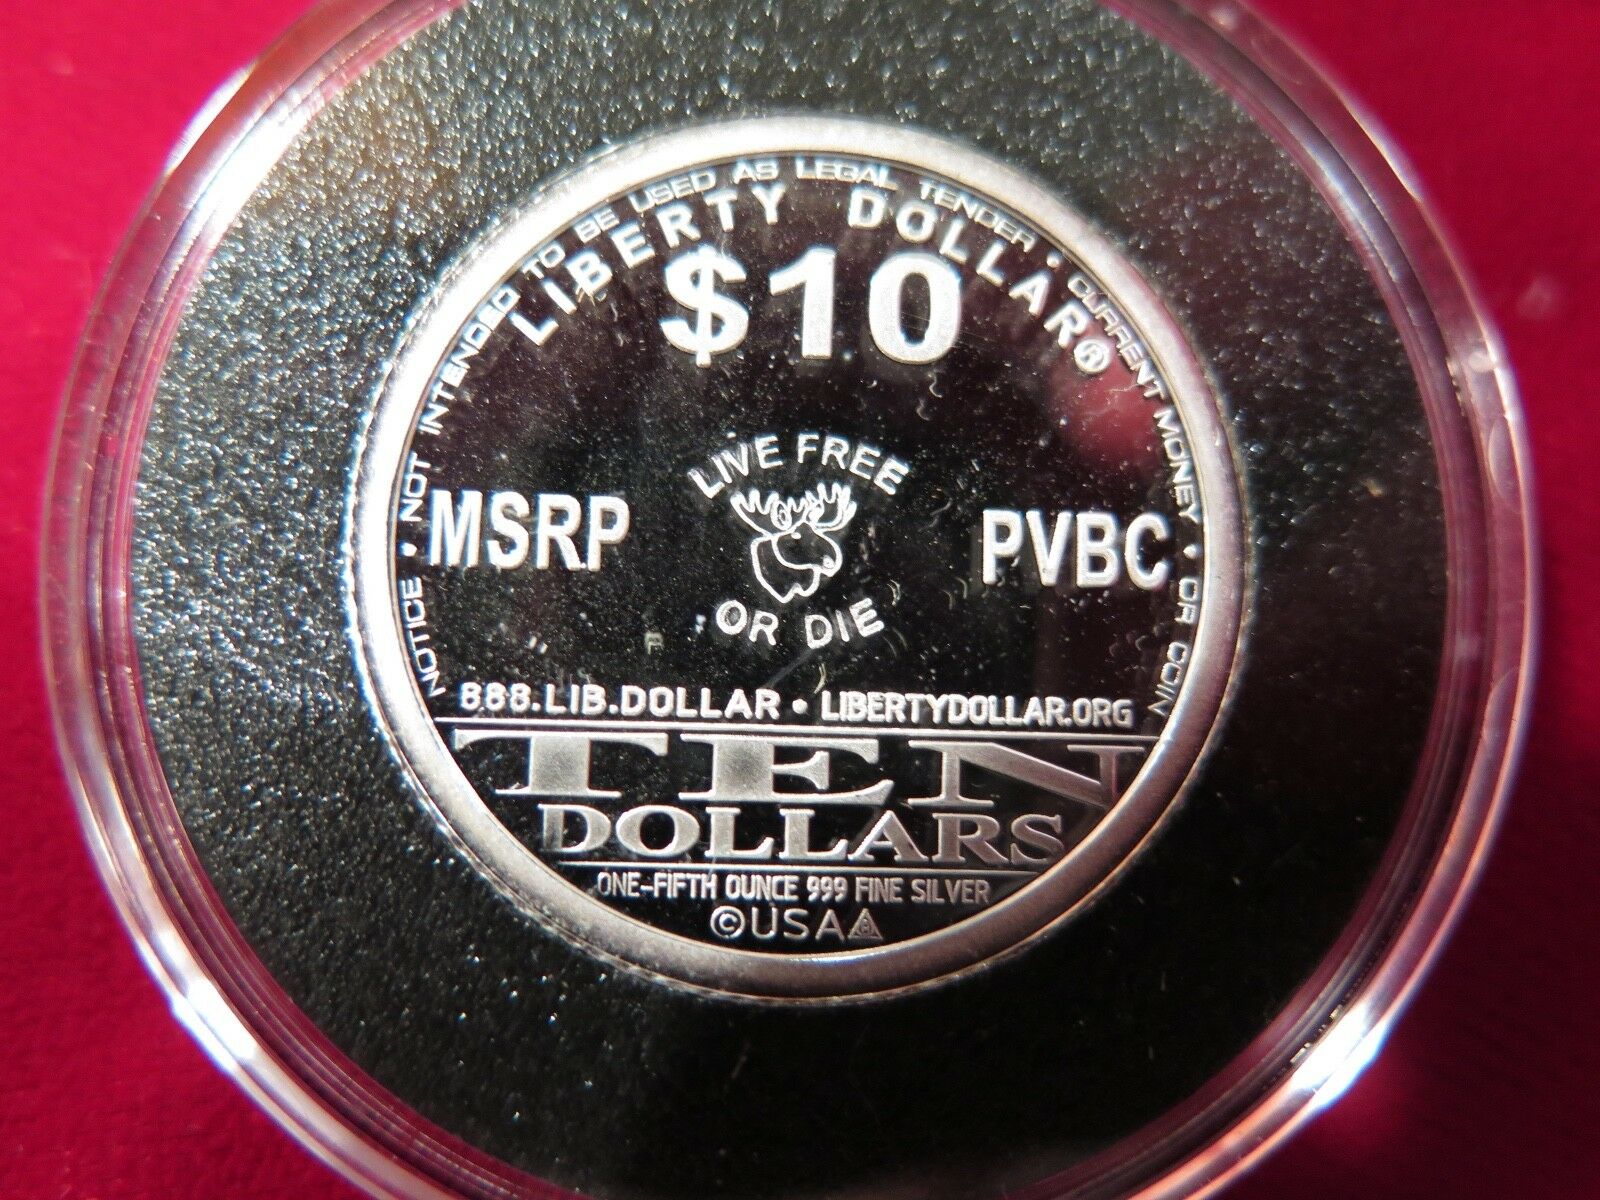 NOTICE • NOT INTENDED TO BE USED AS LEGAL TENDER • CURRENT MONEY • OR COIN
LIBERTY DOLLAR®
$10
LIVE FREE
MSRP
PVBC
OR DIE
888.LIB.DOLLAR • LIBERTYDOLLAR.ORG
TEN
DOLLARS
ONE-FIFTH OUNCE 999 FINE SILVER
©USA